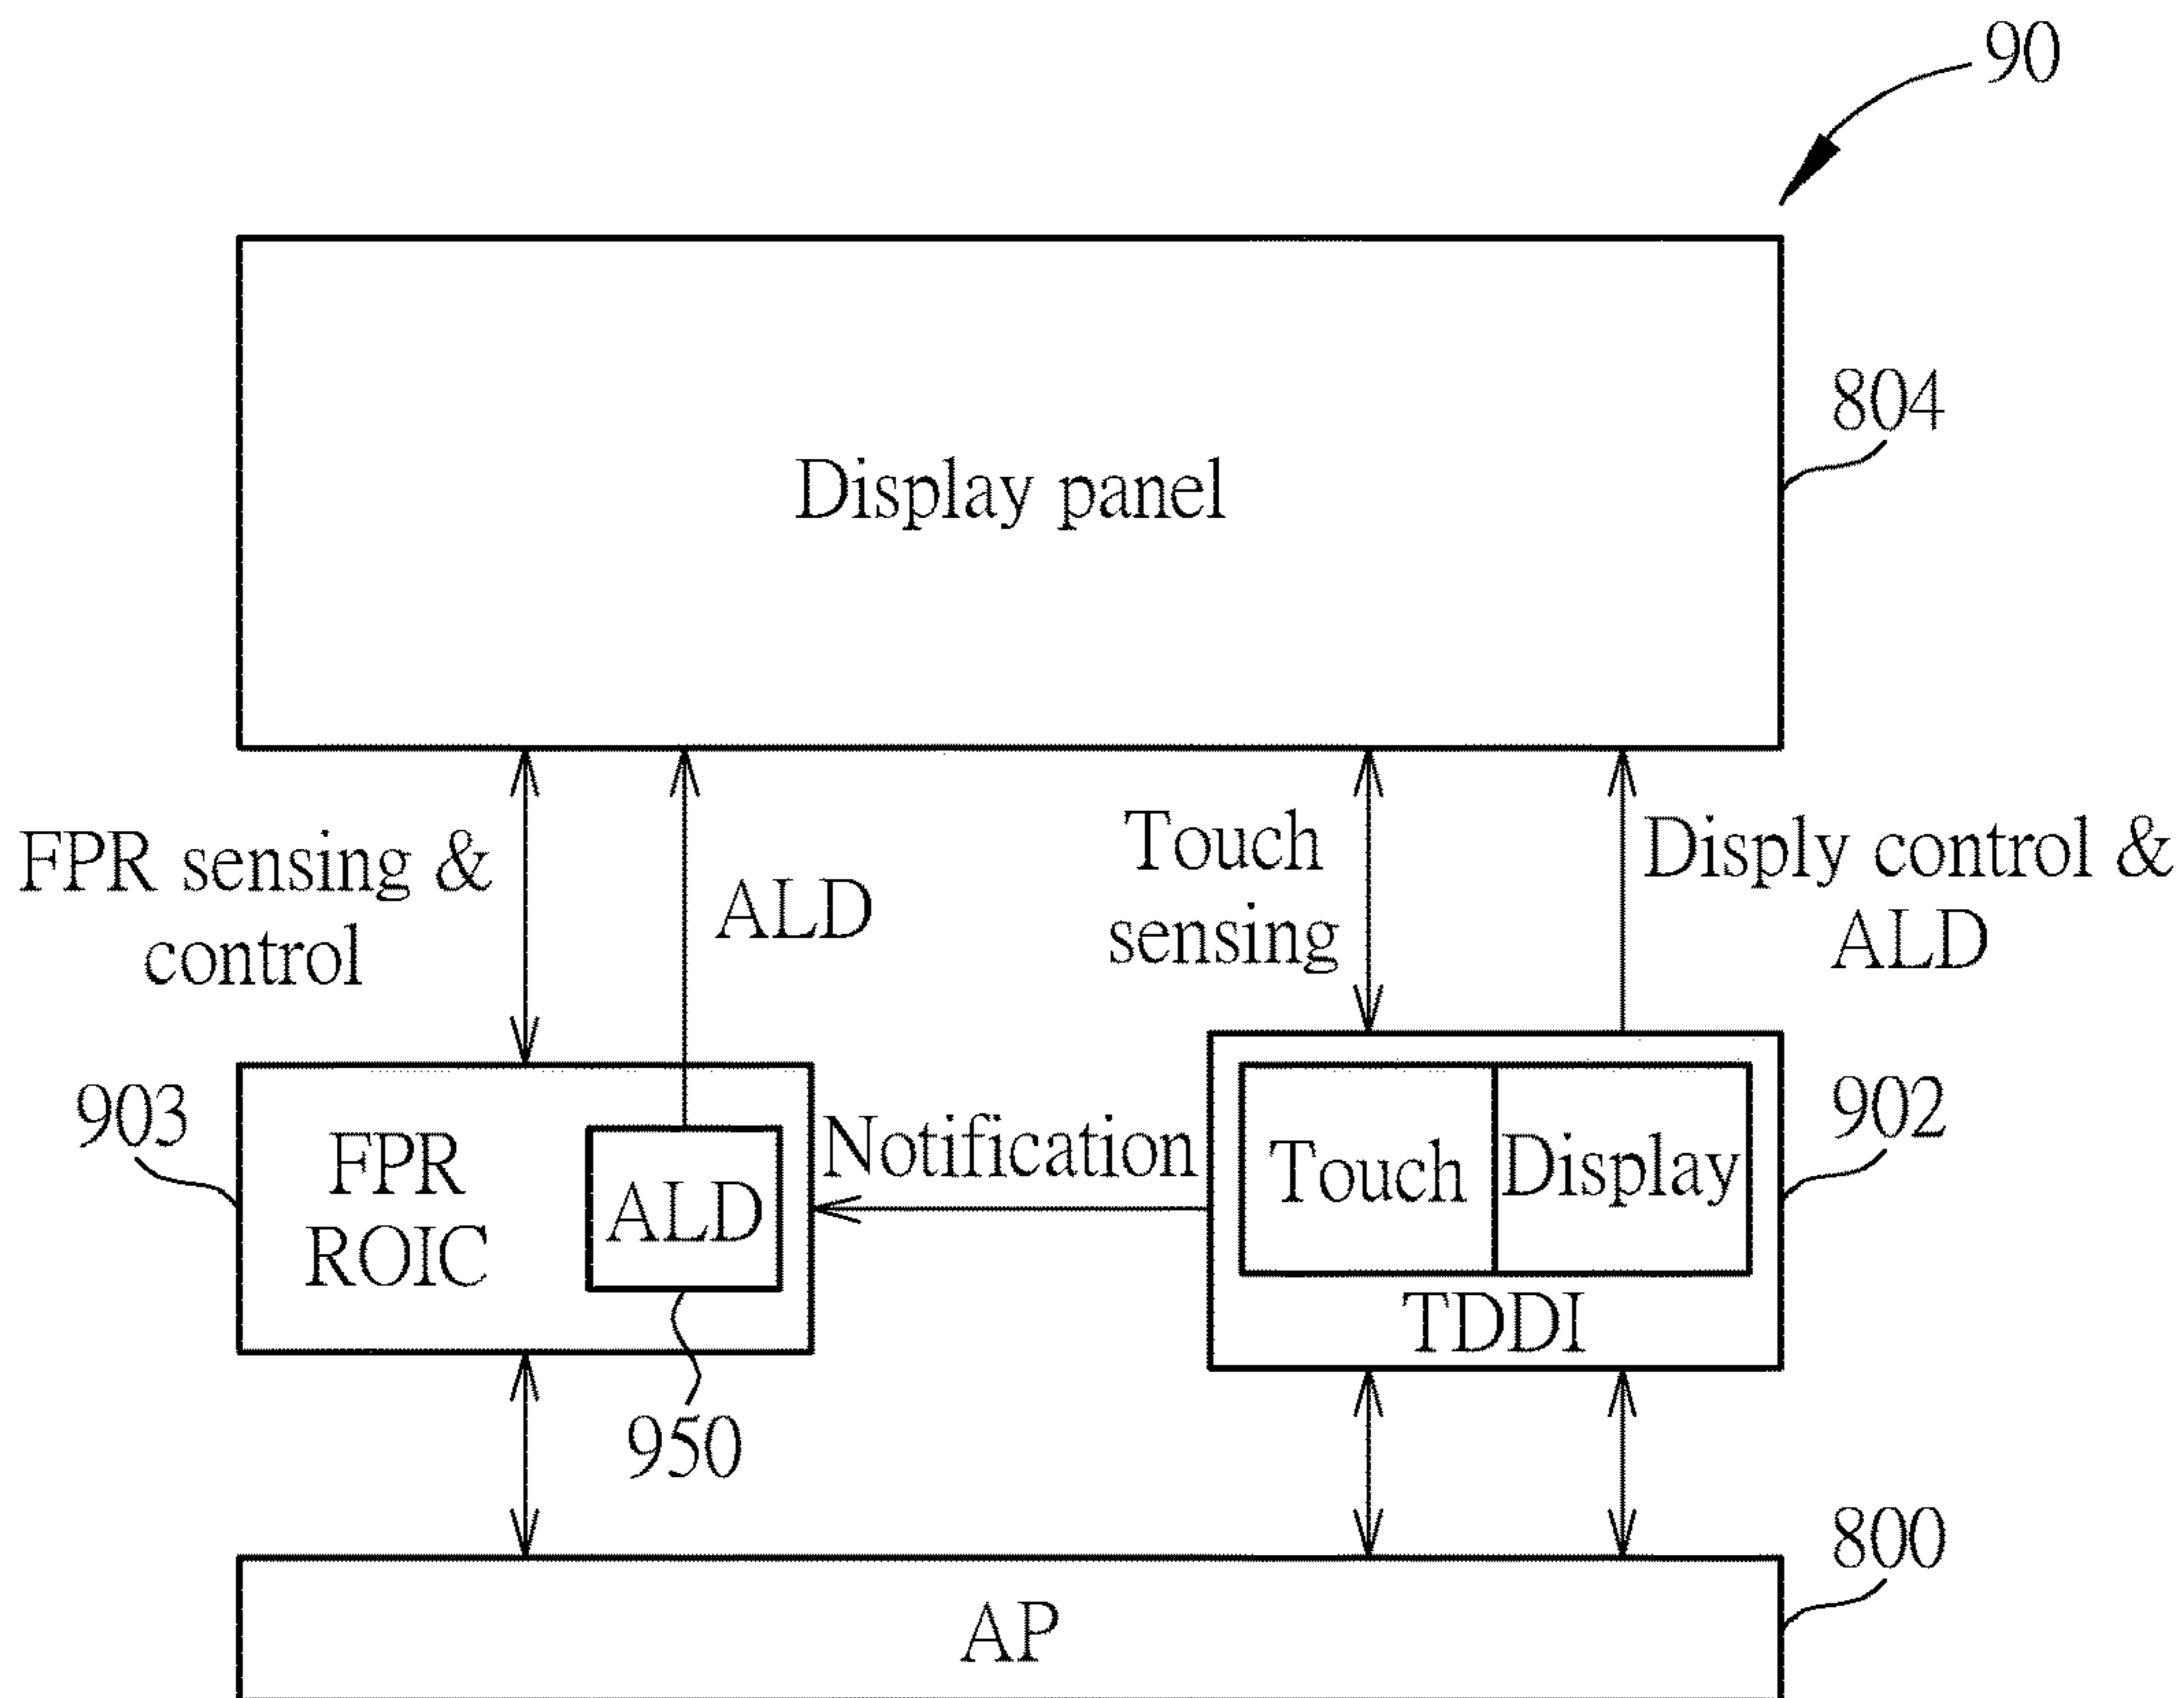 90
804
Display panel
FPR sensing &
control
ALD
Touch
sensing
Disply control &
ALD
903
FPR
ROIC
ALD
950
Notification
Touch
Display
TDDI
902
800
AP